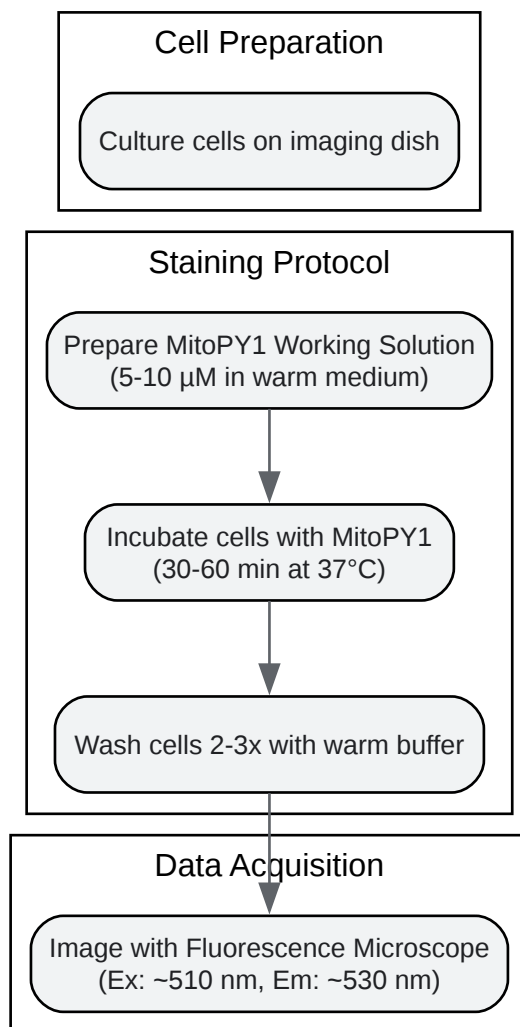 Cell Preparation
Culture cells on imaging dish
Staining Protocol
Prepare MitoPY1 Working Solution
(5-10 µM in warm medium)
Incubate cells with MitoPY1
(30-60 min at 37°C)
Wash cells 2-3x with warm buffer
Data Acquisition
Image with Fluorescence Microscope
(Ex: ~510 nm, Em: ~530 nm)